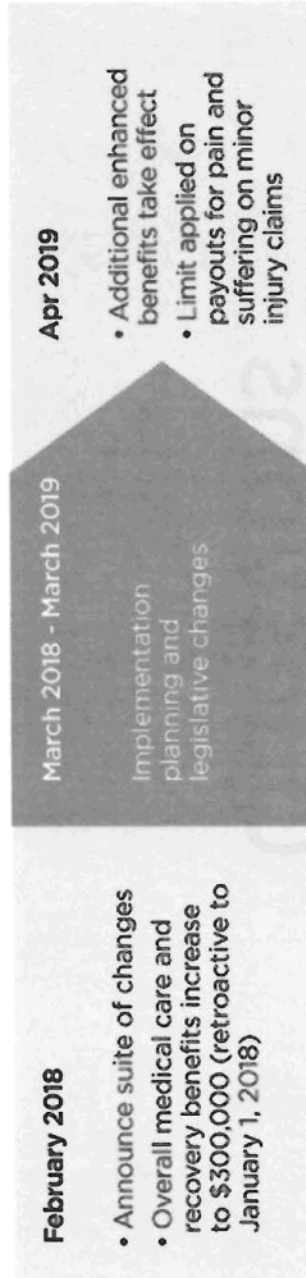 February 2018
• Announce suite of changes
• Overall medical care and
recovery benefits increase
to $300,000 (retroactive to
January 1, 2018)
March 2018 - March 2019
Implementation
planning and
legislative changes
Apr 2019
• Additional enhanced
benefits take effect
• Limit applied on
payouts for pain and
suffering on minor
injury claims